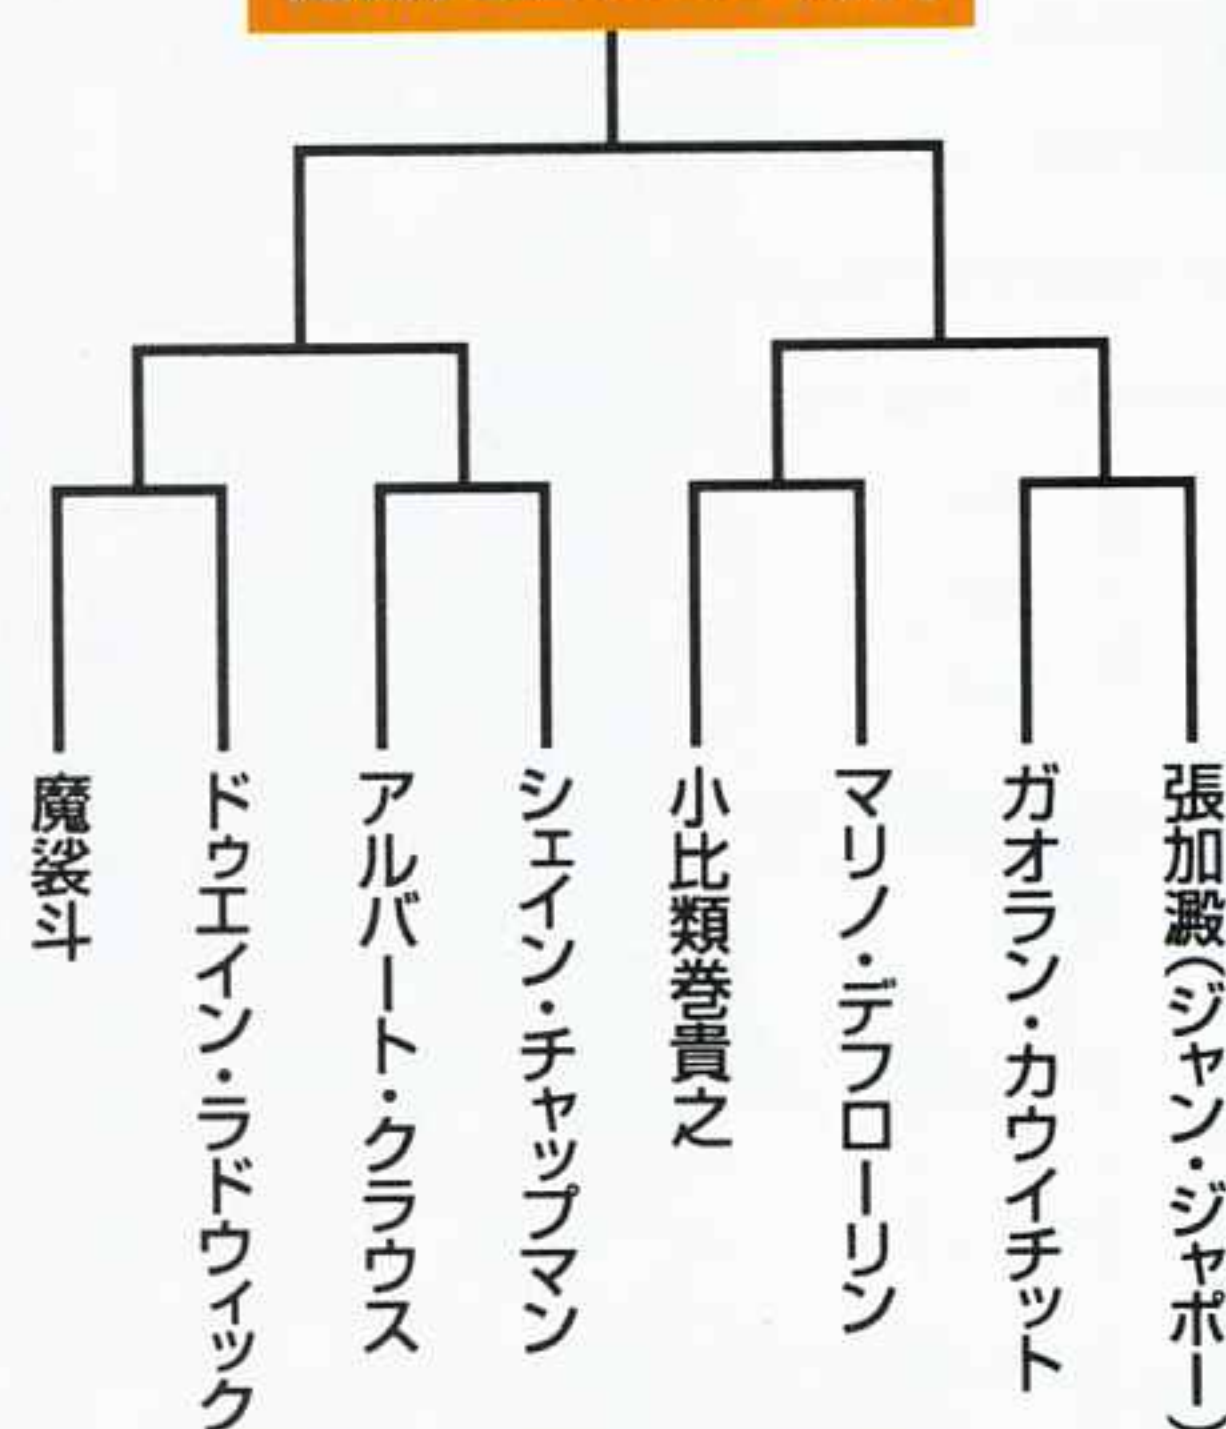 魔裟斗
ドゥエイン・ラドウィック
アルバート・クラウス
シェイン・チャップマン
小比類巻貴之
マリノ・デフローリン
ガオラン・カウイチット
張加澱(ジャン・ジャポー)